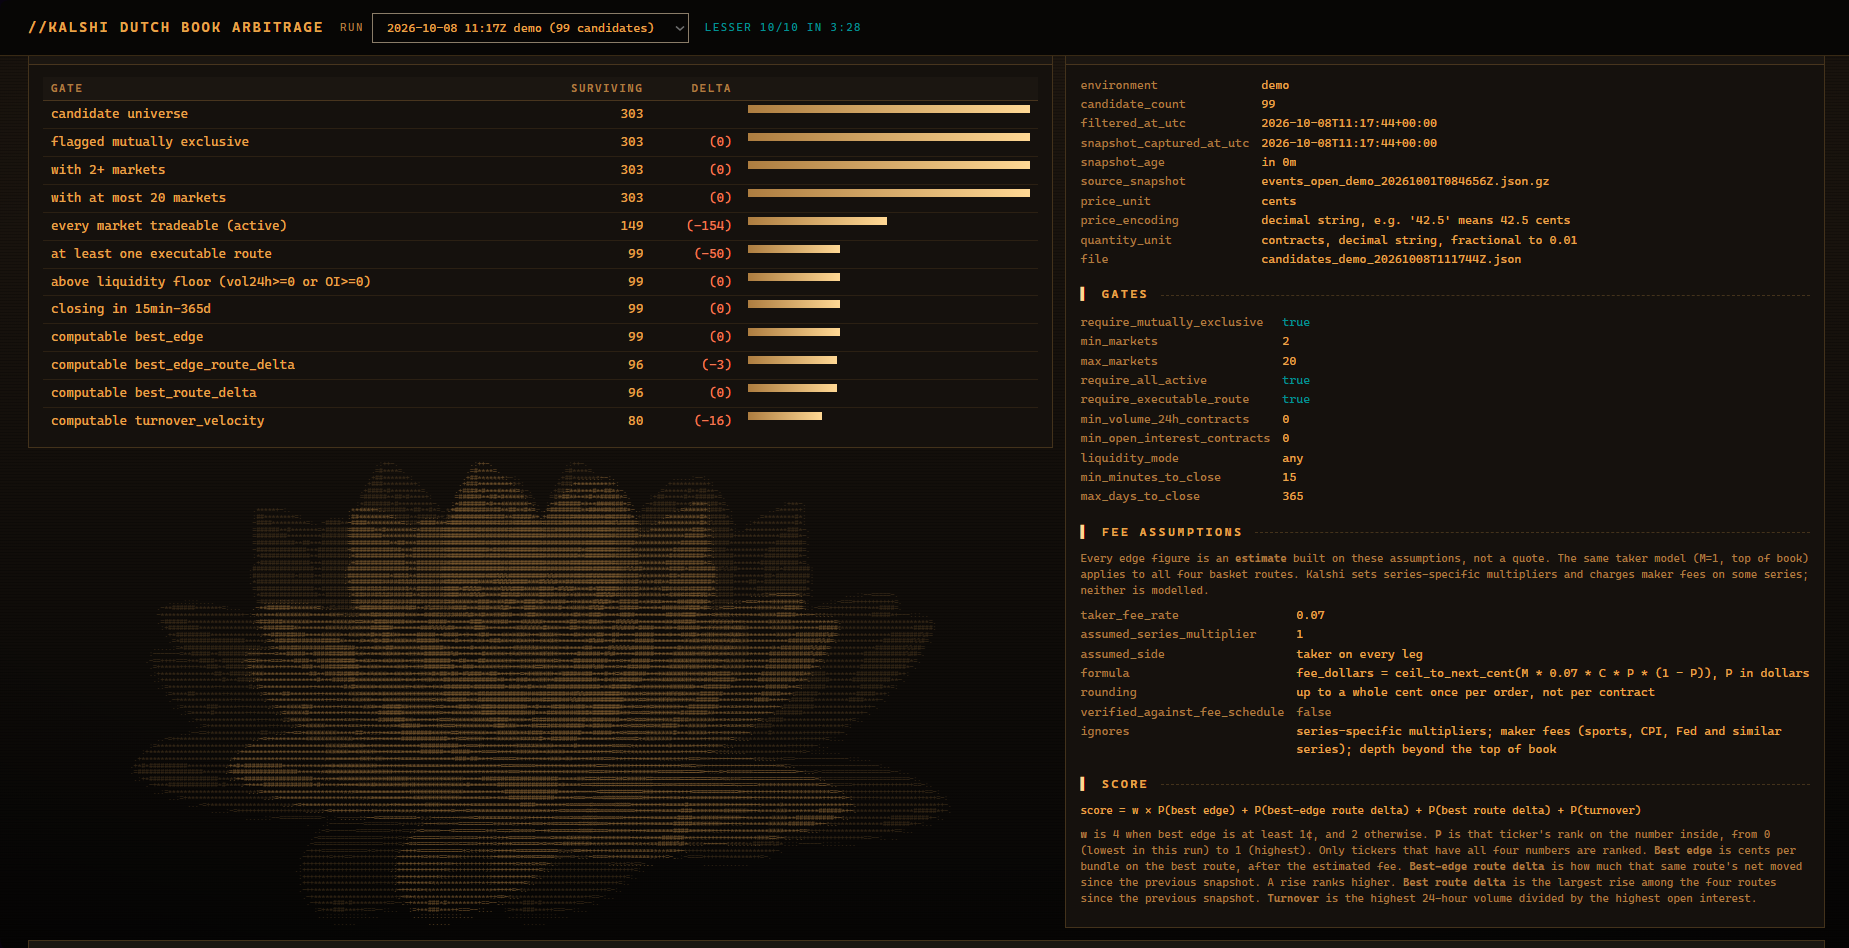 //KALSHI DUTCH BOOK ARBITRAGE RUN 2026-10-08 11:17Z demo (99 candidates) LESSER 10/10 IN 3:28
GATE SURVIVING DELTA
candidate universe 303
flagged mutually exclusive 303 (0)
with 2+ markets 303 (0)
with at most 20 markets 303 (0)
every market tradeable (active) 149 (-154)
at least one executable route 99 (-50)
above liquidity floor (vol24h>=0 or OI>=0) 99 (0)
closing in 15min-365d 99 (0)
computable best_edge 99 (0)
computable best_edge_route_delta 96 (-3)
computable best_route_delta 96 (0)
computable turnover_velocity 80 (-16)
environment demo
candidate_count 99
filtered_at_utc 2026-10-08T11:17:44+00:00
snapshot_captured_at_utc 2026-10-08T11:17:44+00:00
snapshot_age in 0m
source_snapshot events_open_demo_20261001T084656Z.json.gz
price_unit cents
price_encoding decimal string, e.g. '42.5' means 42.5 cents
quantity_unit contracts, decimal string, fractional to 0.01
file candidates_demo_20261008T111744Z.json
GATES
require_mutually_exclusive true
min_markets 2
max_markets 20
require_all_active true
require_executable_route true
min_volume_24h_contracts 0
min_open_interest_contracts 0
liquidity_mode any
min_minutes_to_close 15
max_days_to_close 365
FEE ASSUMPTIONS
Every edge figure is an estimate built on these assumptions, not a quote. The same taker model (M=1, top of book)
applies to all four basket routes. Kalshi sets series-specific multipliers and charges maker fees on some series;
neither is modelled.
taker_fee_rate 0.07
assumed_series_multiplier 1
assumed_side taker on every leg
formula fee_dollars = ceil_to_next_cent(M * 0.07 * C * P * (1 - P)), P in dollars
rounding up to a whole cent once per order, not per contract
verified_against_fee_schedule false
ignores series-specific multipliers; maker fees (sports, CPI, Fed and similar
series); depth beyond the top of book
SCORE
score = w × P(best edge) + P(best-edge route delta) + P(best route delta) + P(turnover)
w is 4 when best edge is at least 1¢, and 2 otherwise. P is that ticker's rank on the number inside, from 0
(lowest in this run) to 1 (highest). Only tickers that have all four numbers are ranked. Best edge is cents per
bundle on the best route, after the estimated fee. Best-edge route delta is how much that same route's net moved
since the previous snapshot. A rise ranks higher. Best route delta is the largest rise among the four routes
since the previous snapshot. Turnover is the highest 24-hour volume divided by the highest open interest.